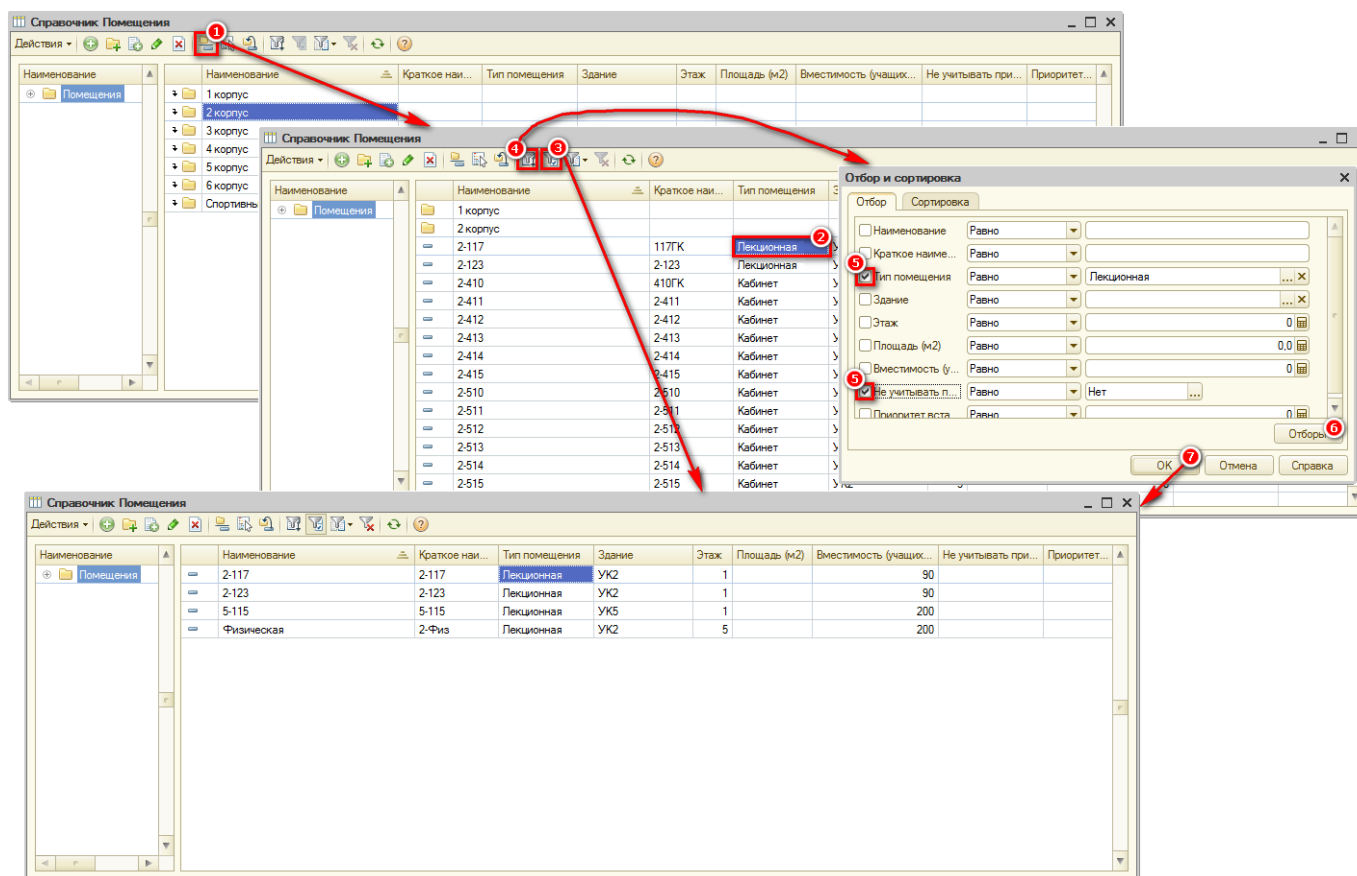 Справочник Помещения
1
Действия
Наименование
Помещения
Наименование Краткое наи... Тип помещения Здание Этаж Площадь (м2) Вместимость (учащих... Не учитывать при... Приоритет...
1 корпус
2 корпус
3 корпус
4 корпус
5 корпус
6 корпус
Спортивны
Справочник Помещения
4 3
Действия
Наименование
Помещения
Наименование Краткое наи... Тип помещения
1 корпус
2 корпус
2
2-117 117ГК Лекционная
2-123 2-123 Лекционная
2-410 410ГК Кабинет
2-411 2-411 Кабинет
2-412 2-412 Кабинет
2-413 2-413 Кабинет
2-414 2-414 Кабинет
2-415 2-415 Кабинет
2-510 2-510 Кабинет
2-511 2-511 Кабинет
2-512 2-512 Кабинет
2-513 2-513 Кабинет
2-514 2-514 Кабинет
2-515 2-515 Кабинет
Отбор и сортировка
Отбор Сортировка
Наименование Равно
Краткое наиме... Равно
5
Тип помещения Равно Лекционная ...
Здание Равно ...
Этаж Равно 0
Площадь (м2) Равно 0,0
Вместимость (у... Равно 0
5
Не учитывать п... Равно Нет ...
Приоритет вста Равно 0
Отборы 6
OK 7 Отмена Справка
Справочник Помещения
Действия
Наименование
Помещения
Наименование Краткое наи... Тип помещения Здание Этаж Площадь (м2) Вместимость (учащих... Не учитывать при... Приоритет...
2-117 2-117 Лекционная УК2 1 90
2-123 2-123 Лекционная УК2 1 90
5-115 5-115 Лекционная УК5 1 200
Физическая 2-Физ Лекционная УК2 5 200